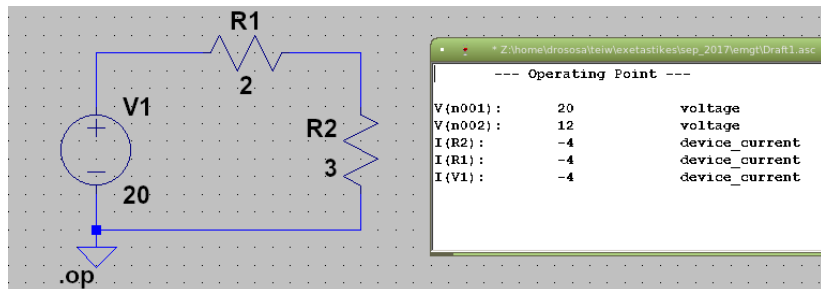 R1
2
V1
R2
3
20
.op
* Z:\home\drososa\teiw\exetastikes\sep_2017\emgt\Draft1.asc
--- Operating Point ---
V(n001): 20 voltage
V(n002): 12 voltage
I(R2): -4 device_current
I(R1): -4 device_current
I(V1): -4 device_current